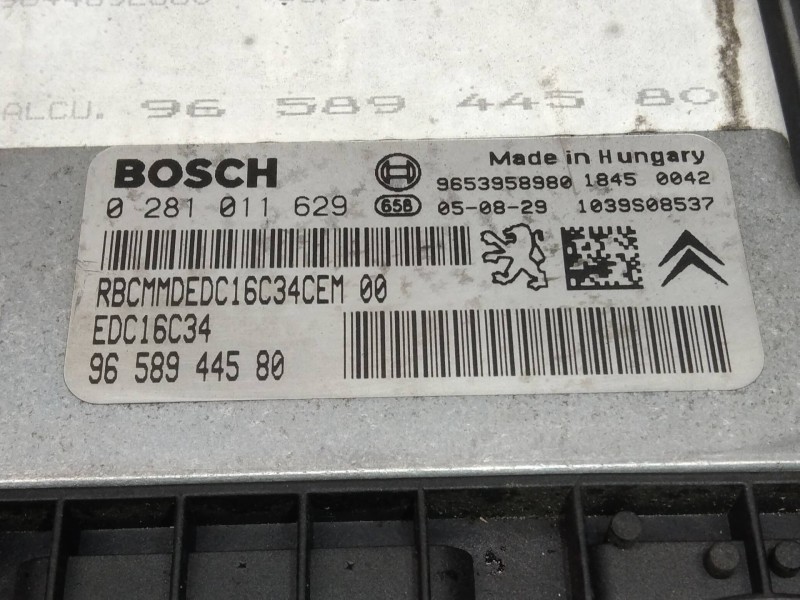 ALCU. 96 589 445 80
BOSCH
Made in Hungary
9653958980 1845 0042
0 281 011 629 65B 05-08-29 1039S08537
RBCMMDEDC16C34CEM 00
EDC16C34
96 589 445 80